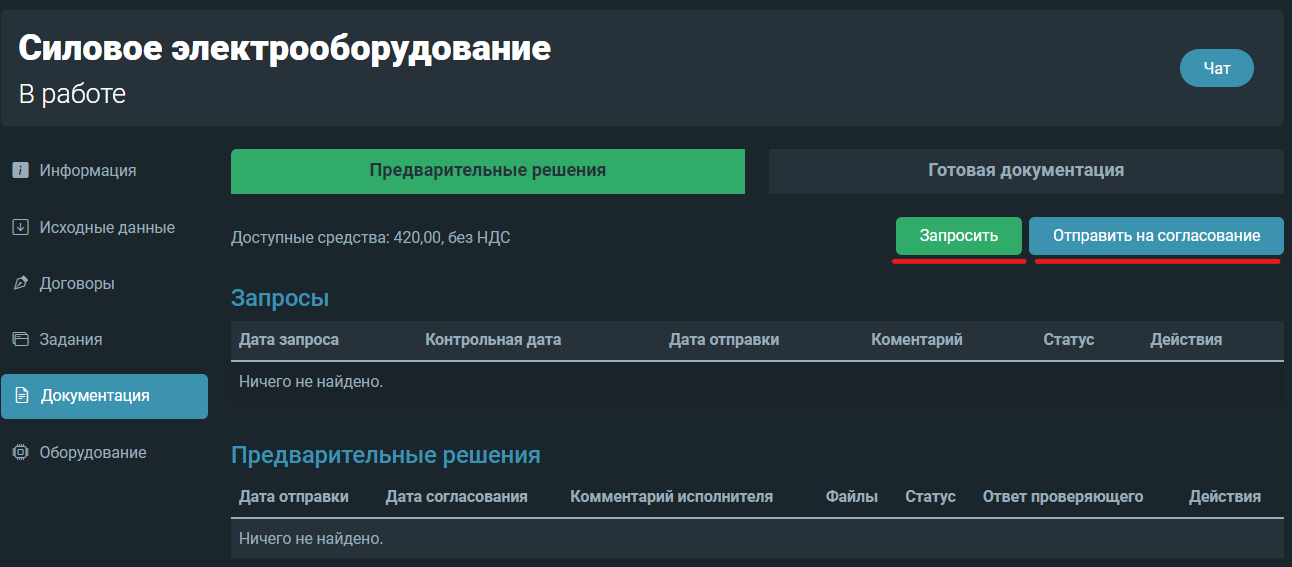 Силовое электрооборудование
В работе
Чат
Информация
Исходные данные
Договоры
Задания
Документация
Оборудование
Предварительные решения
Готовая документация
Доступные средства: 420,00, без НДС
Запросить
Отправить на согласование
Запросы
Дата запроса Контрольная дата Дата отправки Коментарий Статус Действия
Ничего не найдено.
Предварительные решения
Дата отправки Дата согласования Комментарий исполнителя Файлы Статус Ответ проверяющего Действия
Ничего не найдено.